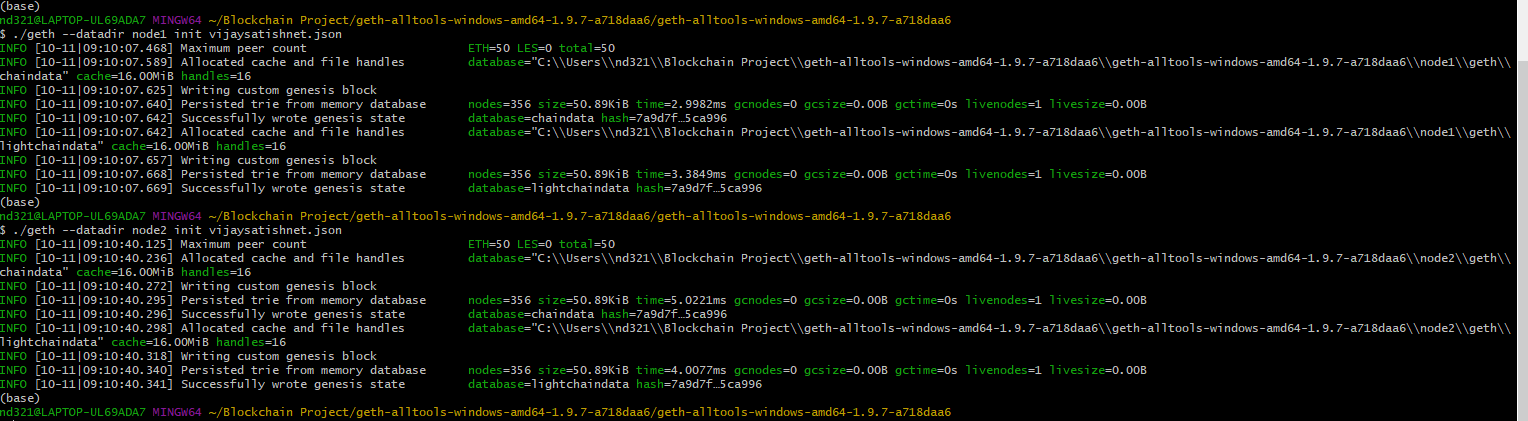 (base)
nd321@LAPTOP-UL69ADA7 MINGW64 ~/Blockchain Project/geth-alltools-windows-amd64-1.9.7-a718daa6/geth-alltools-windows-amd64-1.9.7-a718daa6
$ ./geth --datadir node1 init vijaysatishnet.json
INFO [10-11|09:10:07.468] Maximum peer count ETH=50 LES=0 total=50
INFO [10-11|09:10:07.589] Allocated cache and file handles database="C:\\Users\\nd321\\Blockchain Project\\geth-alltools-windows-amd64-1.9.7-a718daa6\\geth-alltools-windows-amd64-1.9.7-a718daa6\\node1\\geth\\
chaindata" cache=16.00MiB handles=16
INFO [10-11|09:10:07.625] Writing custom genesis block
INFO [10-11|09:10:07.640] Persisted trie from memory database nodes=356 size=50.89KiB time=2.9982ms gcnodes=0 gcsize=0.00B gctime=0s livenodes=1 livesize=0.00B
INFO [10-11|09:10:07.642] Successfully wrote genesis state database=chaindata hash=7a9d7f…5ca996
INFO [10-11|09:10:07.642] Allocated cache and file handles database="C:\\Users\\nd321\\Blockchain Project\\geth-alltools-windows-amd64-1.9.7-a718daa6\\geth-alltools-windows-amd64-1.9.7-a718daa6\\node1\\geth\\
lightchaindata" cache=16.00MiB handles=16
INFO [10-11|09:10:07.657] Writing custom genesis block
INFO [10-11|09:10:07.668] Persisted trie from memory database nodes=356 size=50.89KiB time=3.3849ms gcnodes=0 gcsize=0.00B gctime=0s livenodes=1 livesize=0.00B
INFO [10-11|09:10:07.669] Successfully wrote genesis state database=lightchaindata hash=7a9d7f…5ca996
(base)
nd321@LAPTOP-UL69ADA7 MINGW64 ~/Blockchain Project/geth-alltools-windows-amd64-1.9.7-a718daa6/geth-alltools-windows-amd64-1.9.7-a718daa6
$ ./geth --datadir node2 init vijaysatishnet.json
INFO [10-11|09:10:40.125] Maximum peer count ETH=50 LES=0 total=50
INFO [10-11|09:10:40.236] Allocated cache and file handles database="C:\\Users\\nd321\\Blockchain Project\\geth-alltools-windows-amd64-1.9.7-a718daa6\\geth-alltools-windows-amd64-1.9.7-a718daa6\\node2\\geth\\
chaindata" cache=16.00MiB handles=16
INFO [10-11|09:10:40.272] Writing custom genesis block
INFO [10-11|09:10:40.295] Persisted trie from memory database nodes=356 size=50.89KiB time=5.0221ms gcnodes=0 gcsize=0.00B gctime=0s livenodes=1 livesize=0.00B
INFO [10-11|09:10:40.296] Successfully wrote genesis state database=chaindata hash=7a9d7f…5ca996
INFO [10-11|09:10:40.298] Allocated cache and file handles database="C:\\Users\\nd321\\Blockchain Project\\geth-alltools-windows-amd64-1.9.7-a718daa6\\geth-alltools-windows-amd64-1.9.7-a718daa6\\node2\\geth\\
lightchaindata" cache=16.00MiB handles=16
INFO [10-11|09:10:40.318] Writing custom genesis block
INFO [10-11|09:10:40.340] Persisted trie from memory database nodes=356 size=50.89KiB time=4.0077ms gcnodes=0 gcsize=0.00B gctime=0s livenodes=1 livesize=0.00B
INFO [10-11|09:10:40.341] Successfully wrote genesis state database=lightchaindata hash=7a9d7f…5ca996
(base)
nd321@LAPTOP-UL69ADA7 MINGW64 ~/Blockchain Project/geth-alltools-windows-amd64-1.9.7-a718daa6/geth-alltools-windows-amd64-1.9.7-a718daa6